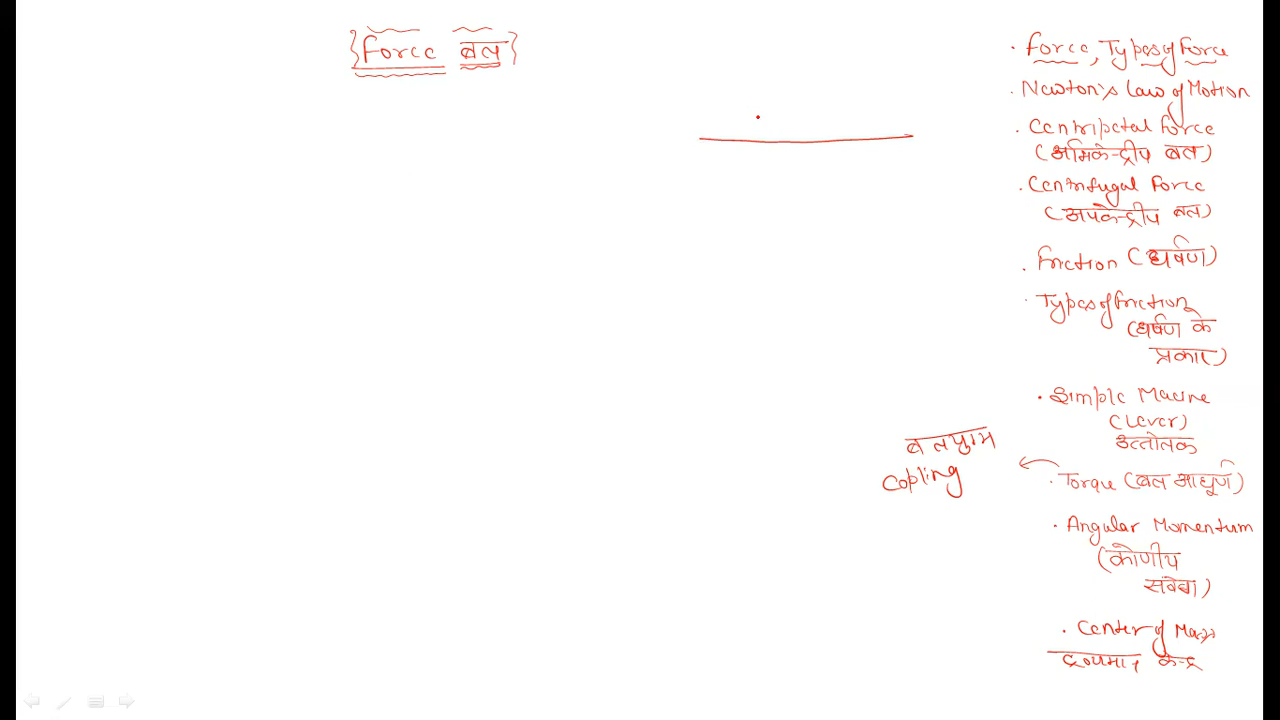 {Force बल}
. Force, Types of Force
. Newton's Law of Motion
. Centripetal Force
(अभिकेन्द्रीय बल)
. Centrifugal Force
(अपकेन्द्रीय बल)
. Friction (घर्षण)
. Types of Friction
(घर्षण के
प्रकार)
. Simple Macine
(Lever)
उत्तोलक
बलयुग्म
Copling
. Torque (बल आघूर्ण)
. Angular Momentum
(कोणीय
संवेग)
. Center of Mass
द्रव्यमान केन्द्र